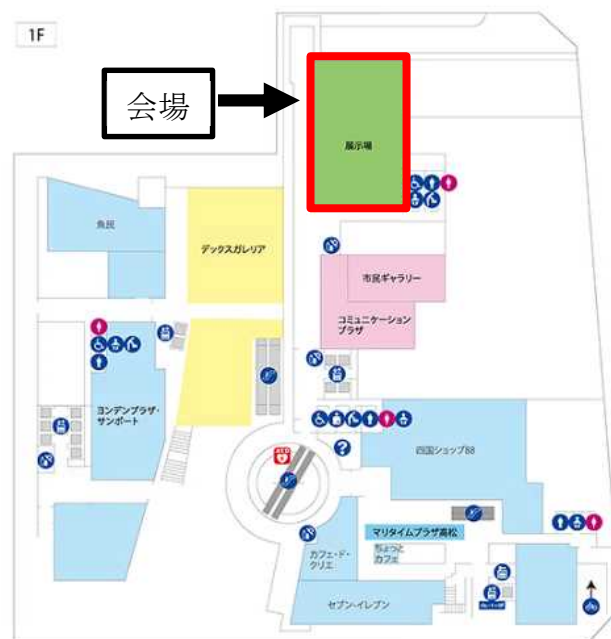 1F
会場
展示場
魚民
デックスガレリア
市民ギャラリー
コミュニケーション
プラザ
ヨンデンプラザ・
サンポート
AED
?
四国ショップ88
マリタイムプラザ高松
カフェ・ド・
クリエ
ちょっと
カフェ
セブン-イレブン